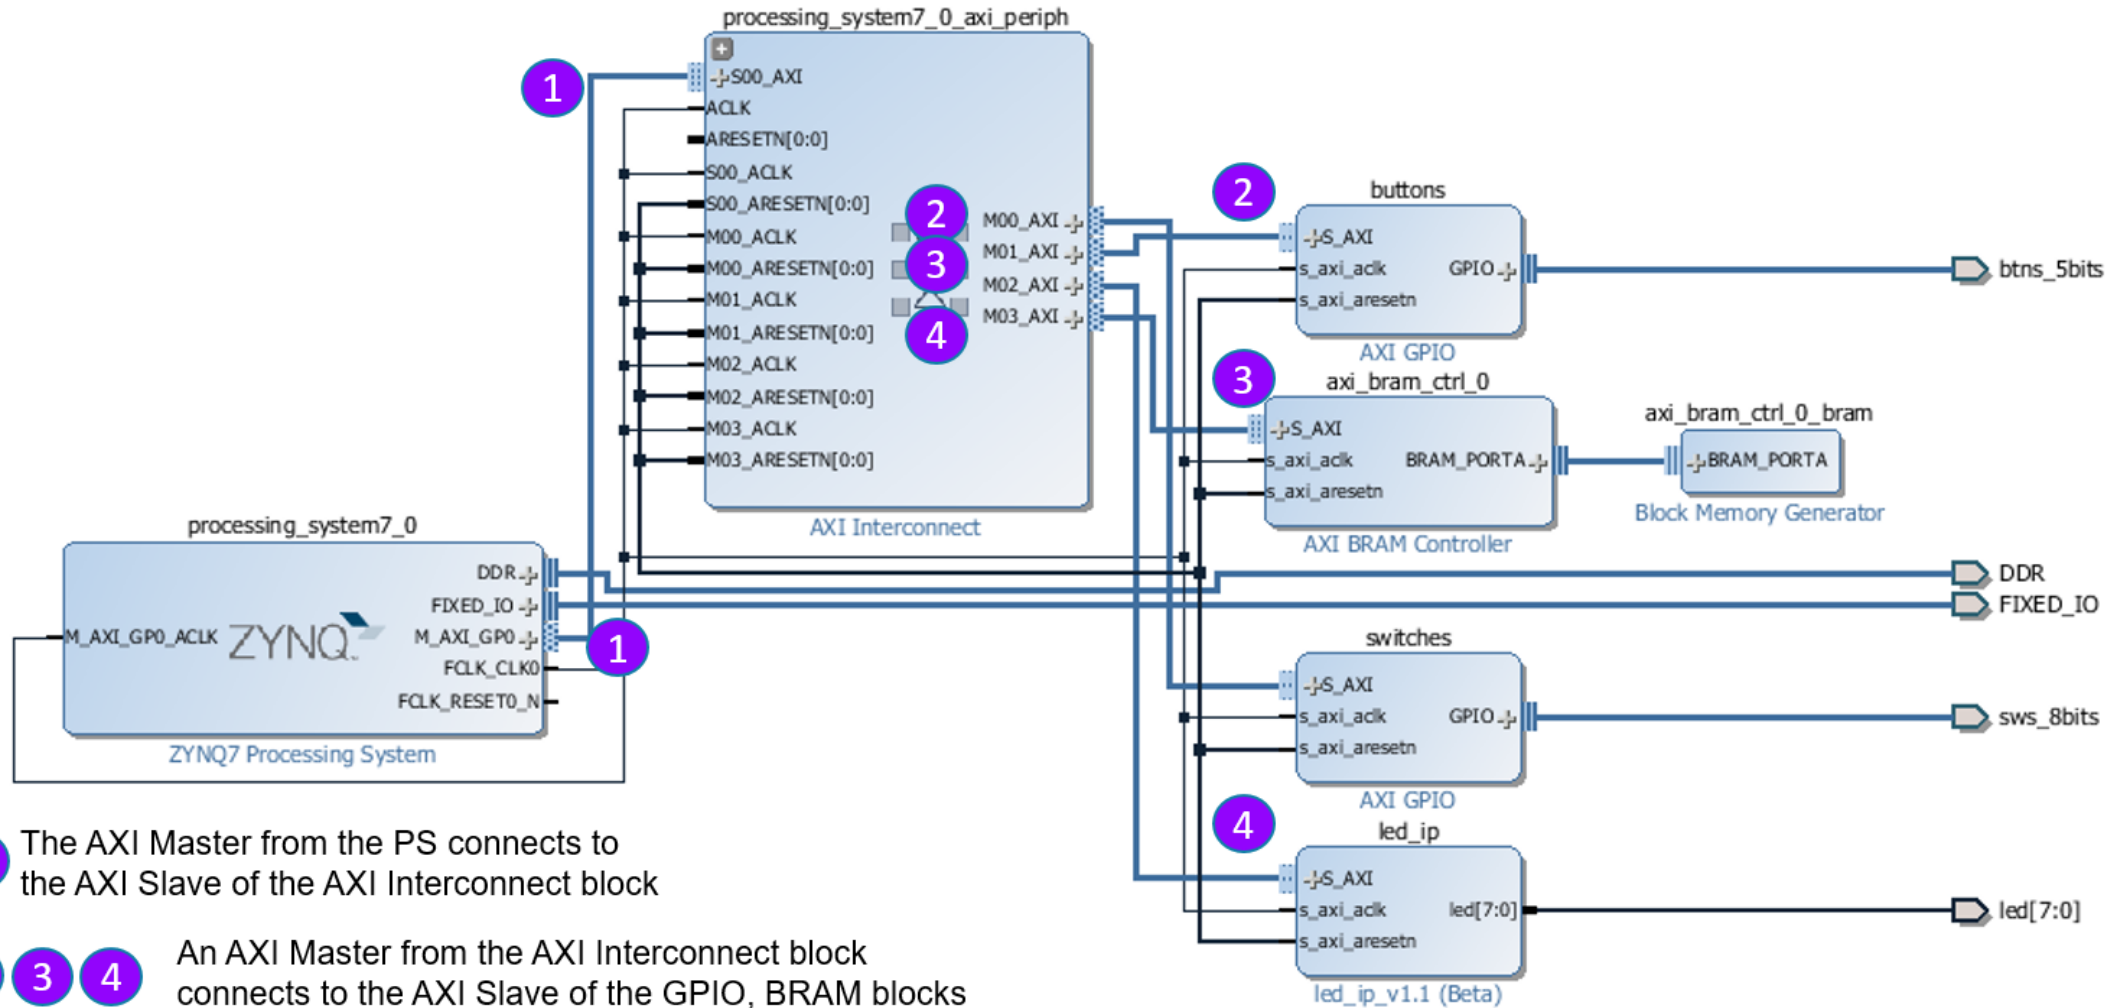 processing_system7_0_axi_periph
S00_AXI
ACLK
ARESETN[0:0]
S00_ACLK
S00_ARESETN[0:0]
M00_ACLK
M00_ARESETN[0:0]
M01_ACLK
M01_ARESETN[0:0]
M02_ACLK
M02_ARESETN[0:0]
M03_ACLK
M03_ARESETN[0:0]
M00_AXI
M01_AXI
M02_AXI
M03_AXI
AXI Interconnect
1
2
3
4
processing_system7_0
M_AXI_GP0_ACLK
ZYNQ
DDR
FIXED_IO
M_AXI_GP0
FCLK_CLK0
FCLK_RESET0_N
ZYNQ7 Processing System
1
2
buttons
S_AXI
s_axi_aclk
s_axi_aresetn
GPIO
AXI GPIO
btns_5bits
3
axi_bram_ctrl_0
S_AXI
s_axi_aclk
s_axi_aresetn
BRAM_PORTA
AXI BRAM Controller
axi_bram_ctrl_0_bram
BRAM_PORTA
Block Memory Generator
DDR
FIXED_IO
switches
S_AXI
s_axi_aclk
s_axi_aresetn
GPIO
AXI GPIO
sws_8bits
4
led_ip
S_AXI
s_axi_aclk
s_axi_aresetn
led[7:0]
led_ip_v1.1 (Beta)
led[7:0]
The AXI Master from the PS connects to
the AXI Slave of the AXI Interconnect block
3 4
An AXI Master from the AXI Interconnect block
connects to the AXI Slave of the GPIO, BRAM blocks